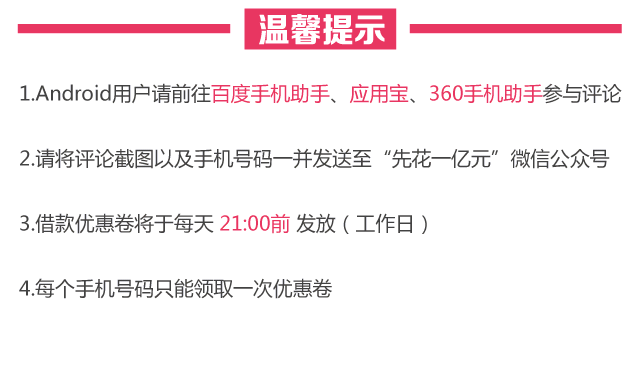 温馨提示
1.Android用户请前往百度手机助手、应用宝、360手机助手参与评论
2.请将评论截图以及手机号码一并发送至“先花一亿元”微信公众号
3.借款优惠卷将于每天 21:00前 发放（工作日）
4.每个手机号码只能领取一次优惠卷